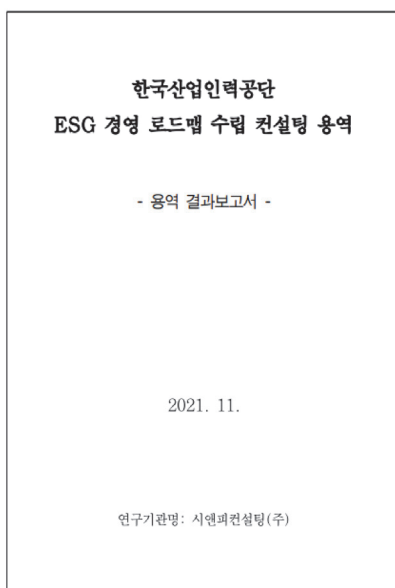 한국산업인력공단
ESG 경영 로드맵 수립 컨설팅 용역
- 용역 결과보고서 -
2021. 11.
연구기관명: 시앤피컨설팅(주)